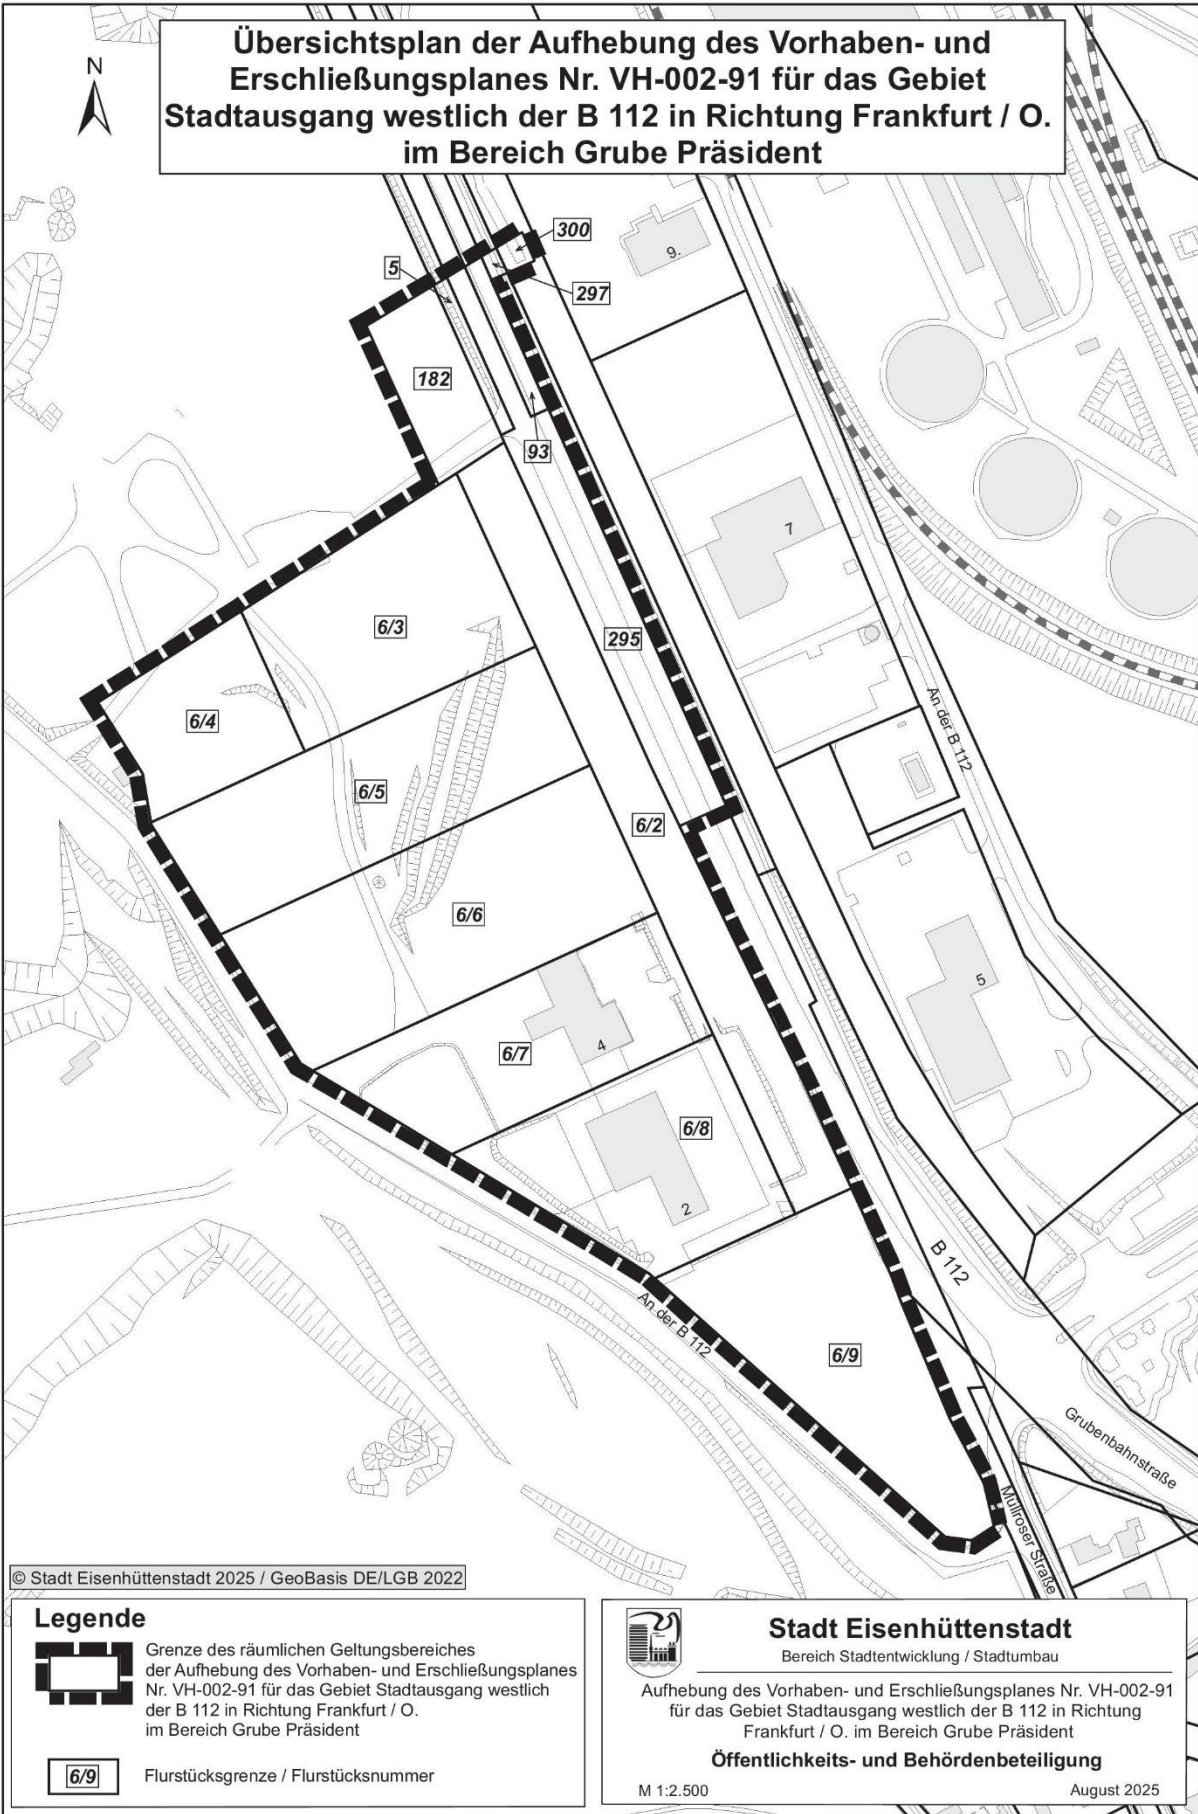 Übersichtsplan der Aufhebung des Vorhaben- und
Erschließungsplanes Nr. VH-002-91 für das Gebiet
Stadtausgang westlich der B 112 in Richtung Frankfurt / O.
im Bereich Grube Präsident
N
300
9.
5
297
182
93
7
6/3
295
An der B 112
6/4
6/5
6/2
6/6
5
6/7
4
6/8
2
B 112
An der B 112
6/9
Grubenbahnstraße
Müllroser Straße
© Stadt Eisenhüttenstadt 2025 / GeoBasis DE/LGB 2022
Legende
Grenze des räumlichen Geltungsbereiches
der Aufhebung des Vorhaben- und Erschließungsplanes
Nr. VH-002-91 für das Gebiet Stadtausgang westlich
der B 112 in Richtung Frankfurt / O.
im Bereich Grube Präsident
6/9 Flurstücksgrenze / Flurstücksnummer
Stadt Eisenhüttenstadt
Bereich Stadtentwicklung / Stadtumbau
Aufhebung des Vorhaben- und Erschließungsplanes Nr. VH-002-91
für das Gebiet Stadtausgang westlich der B 112 in Richtung
Frankfurt / O. im Bereich Grube Präsident
Öffentlichkeits- und Behördenbeteiligung
M 1:2.500 August 2025